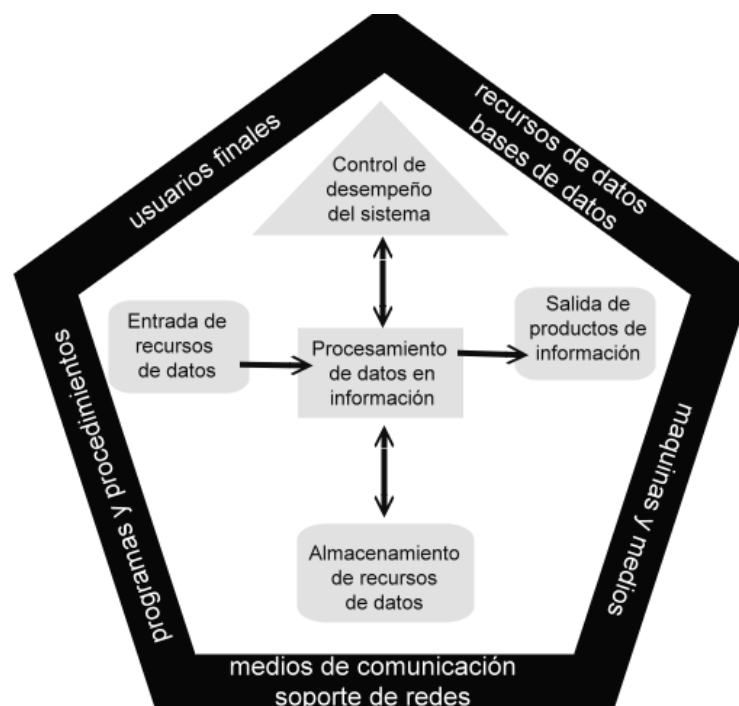 usuarios finales
recursos de datos
bases de datos
Control de
desempeño
del sistema
Entrada de
recursos
de datos
Procesamiento
de datos en
información
Salida de
productos de
información
Almacenamiento
de recursos
de datos
programas y procedimientos
maquinas y medios
medios de comunicación
soporte de redes